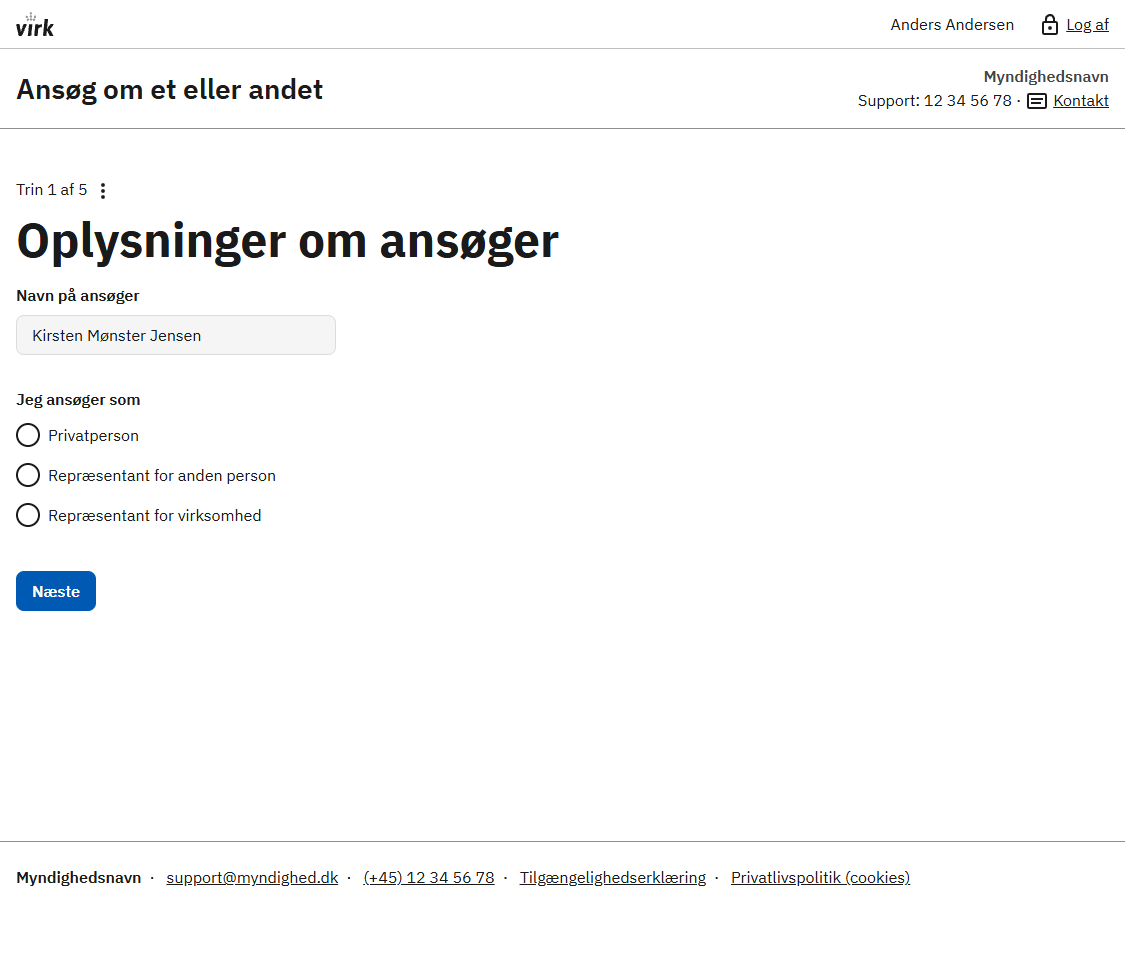 virk
Anders Andersen Log af
Ansøg om et eller andet
Myndighedsnavn
Support: 12 34 56 78 · Kontakt
Trin 1 af 5
Oplysninger om ansøger
Navn på ansøger
Kirsten Mønster Jensen
Jeg ansøger som
Privatperson
Repræsentant for anden person
Repræsentant for virksomhed
Næste
Myndighedsnavn · support@myndighed.dk · (+45) 12 34 56 78 · Tilgængelighedserklæring · Privatlivspolitik (cookies)